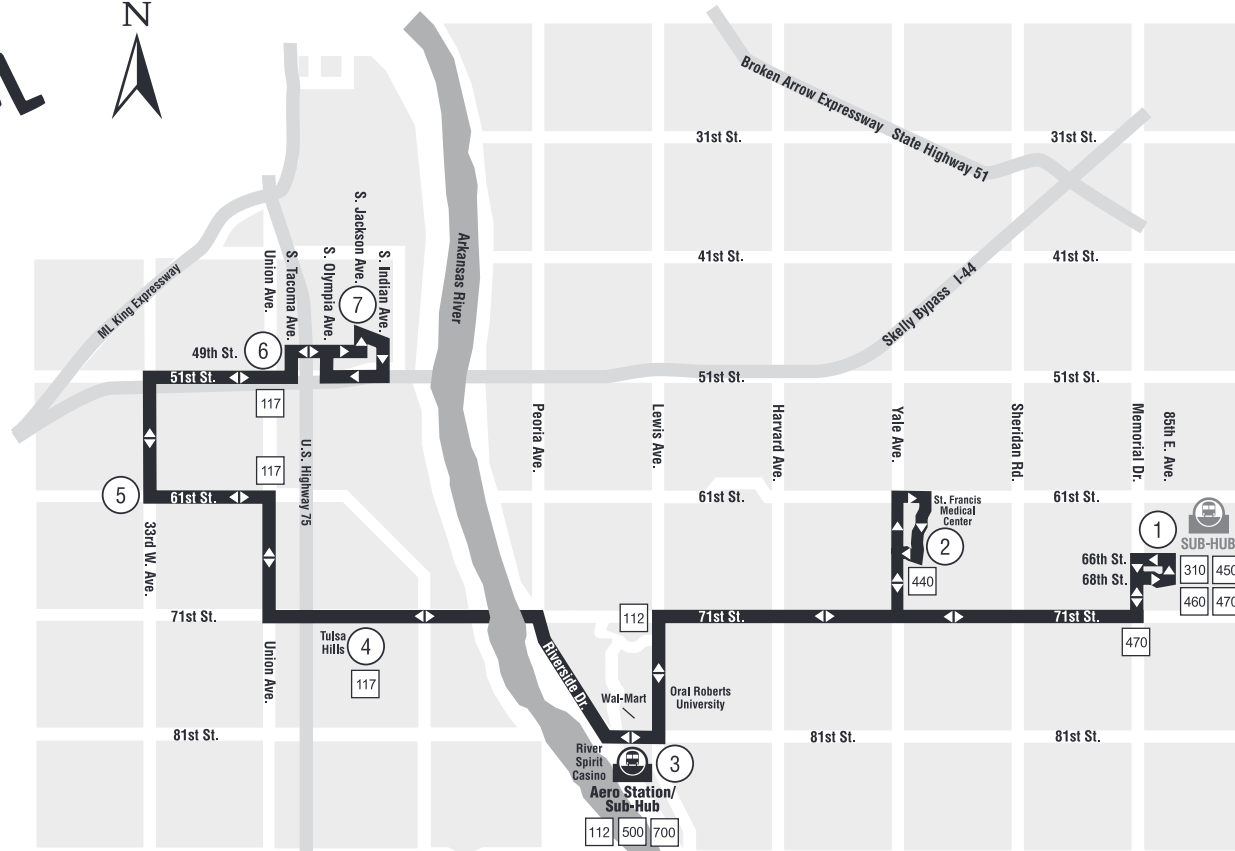 N
Broken Arrow Expressway State Highway 51
31st St.
31st St.
Arkansas River
S. Jackson Ave.
S. Indian Ave.
S. Olympia Ave.
S. Tacoma Ave.
Union Ave.
41st St.
41st St.
ML King Expressway
Skelly Bypass I-44
7
6
49th St.
51st St.
51st St.
51st St.
117
Peoria Ave.
Lewis Ave.
Harvard Ave.
Yale Ave.
Sheridan Rd.
Memorial Dr.
85th E. Ave.
U.S. Highway 75
117
5
61st St.
61st St.
61st St.
St. Francis
Medical
Center
2
440
1
SUB-HUB
66th St.
68th St.
310
450
460
470
33rd W. Ave.
71st St.
112
71st St.
71st St.
470
Tulsa
Hills
4
117
Union Ave.
Riverside Dr.
Wal-Mart
Oral Roberts
University
81st St.
81st St.
81st St.
River
Spirit
Casino
3
Aero Station/
Sub-Hub
112
500
700